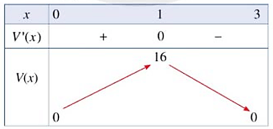 x 0 1 3
V'(x) + 0 −
16
V(x)
0 0